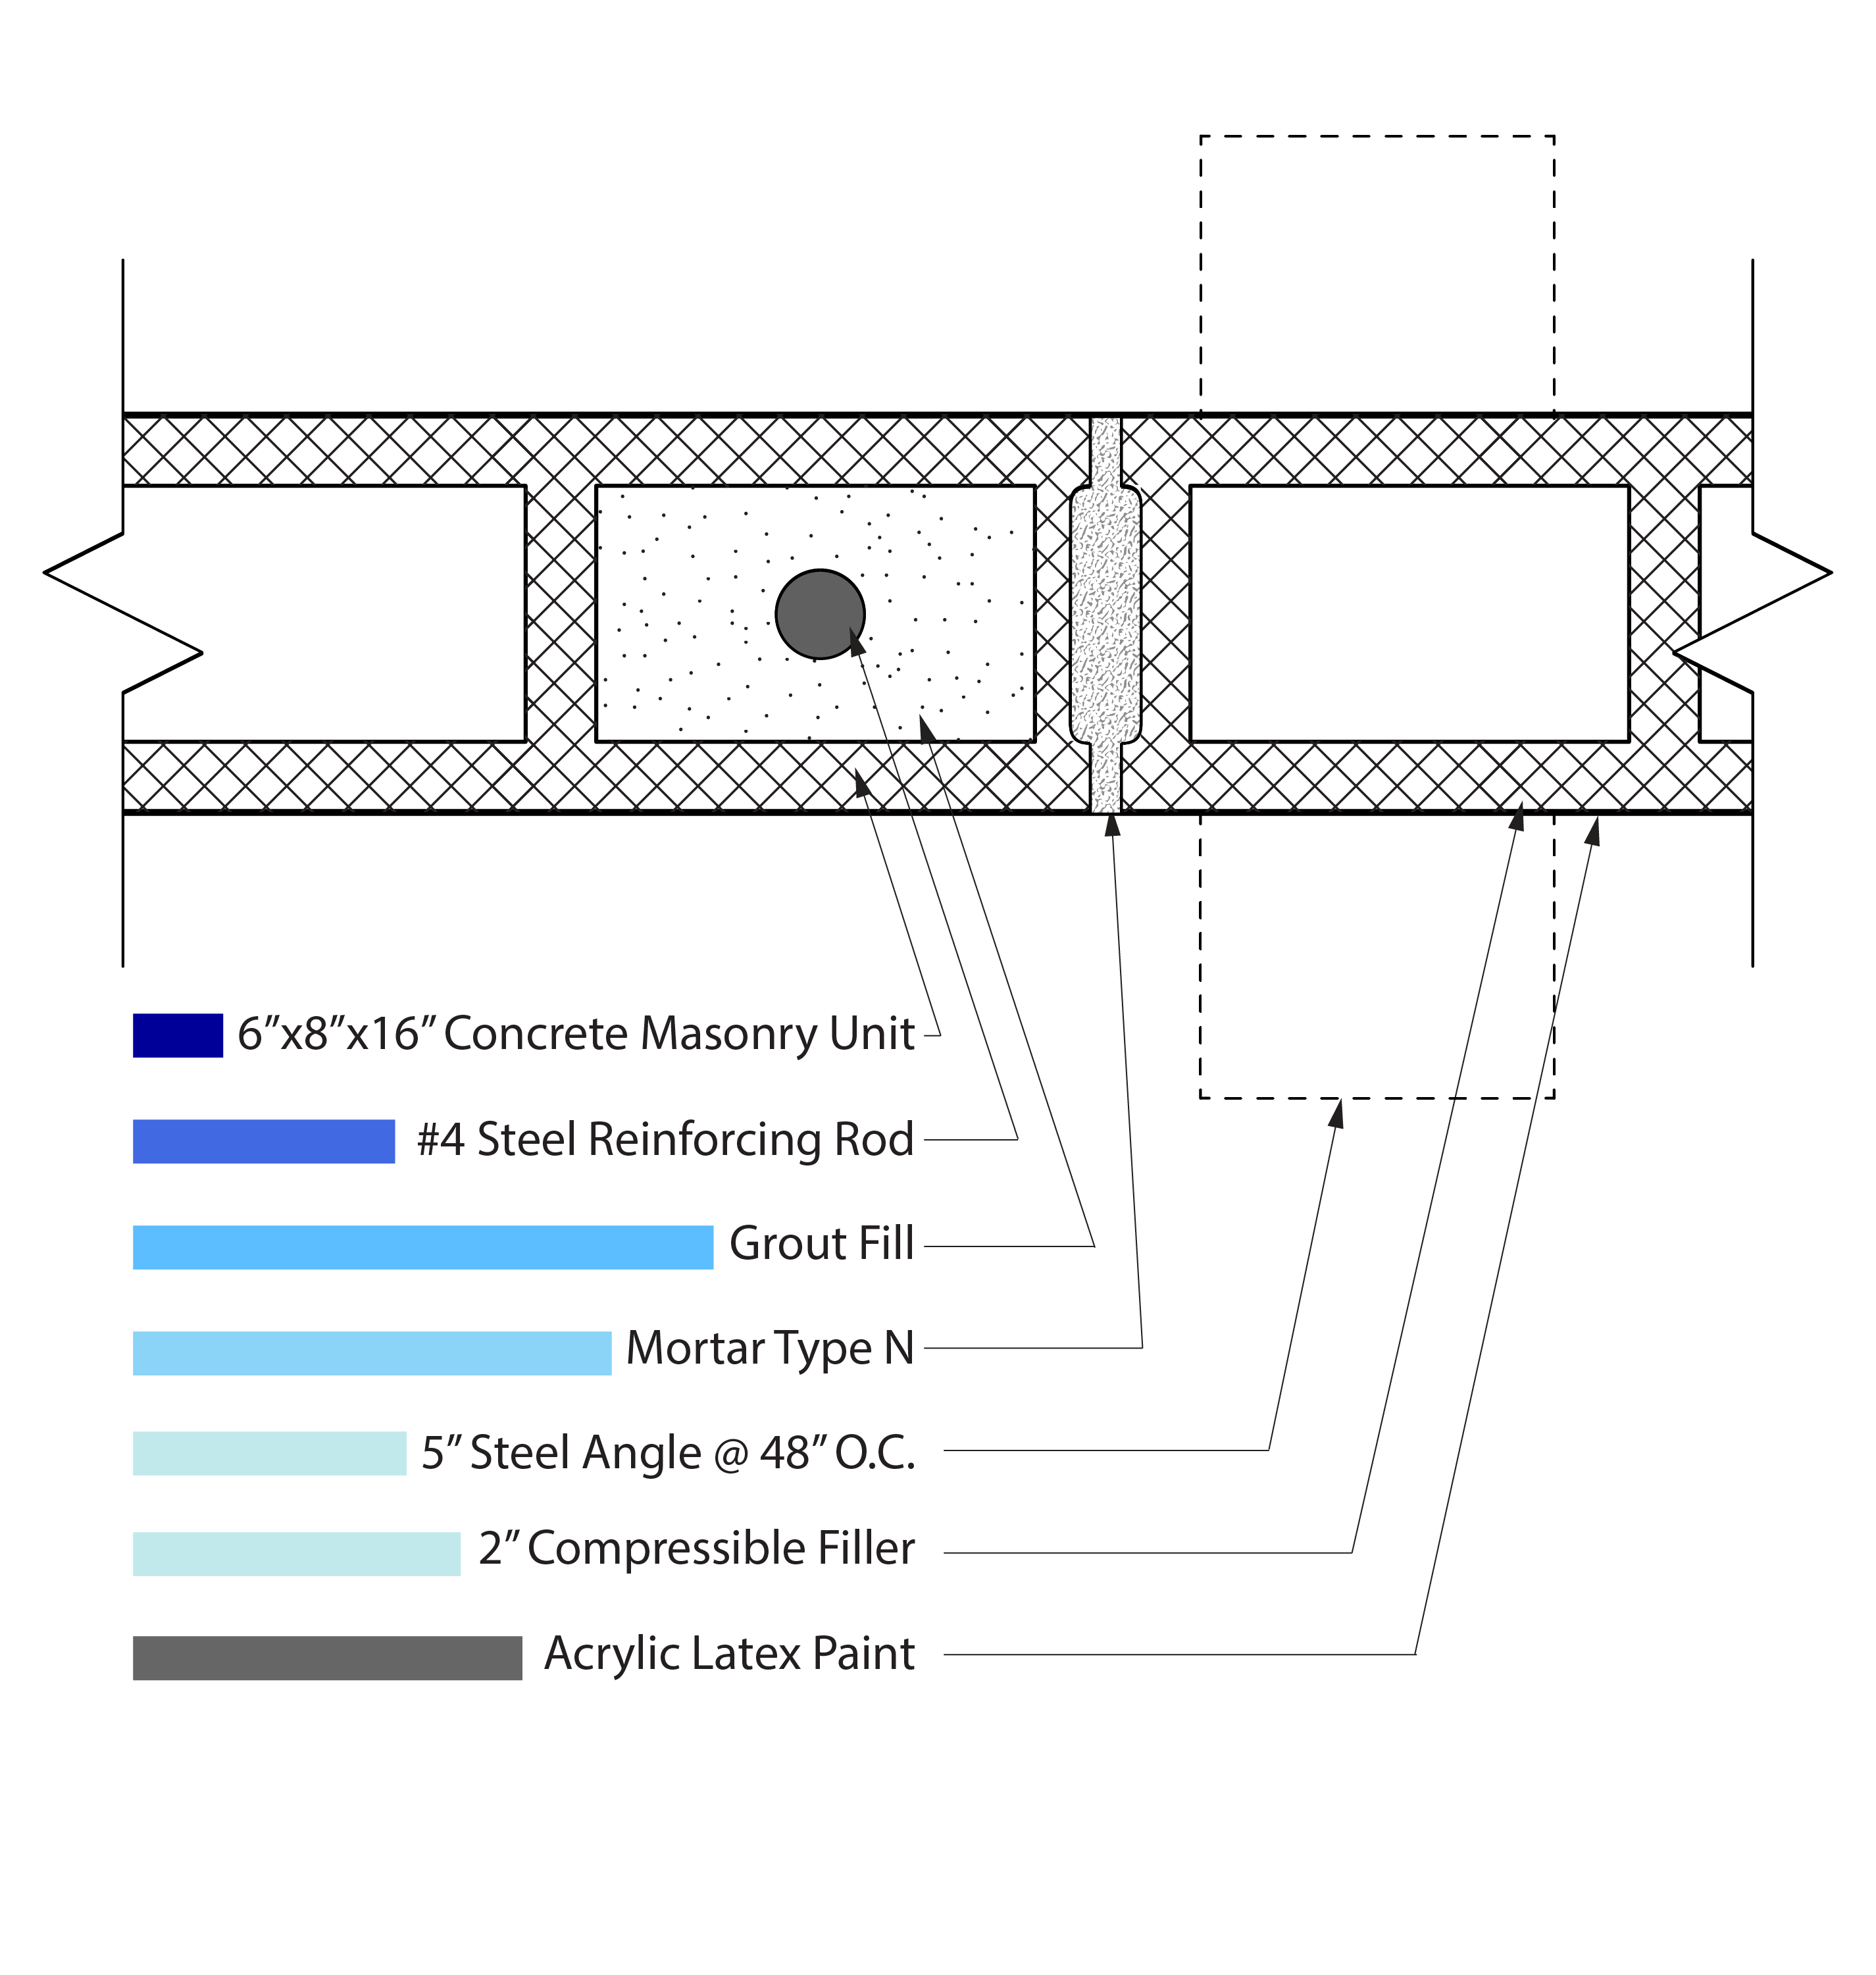 6”x8”x16” Concrete Masonry Unit
#4 Steel Reinforcing Rod
Grout Fill
Mortar Type N
5” Steel Angle @ 48” O.C.
2” Compressible Filler
Acrylic Latex Paint